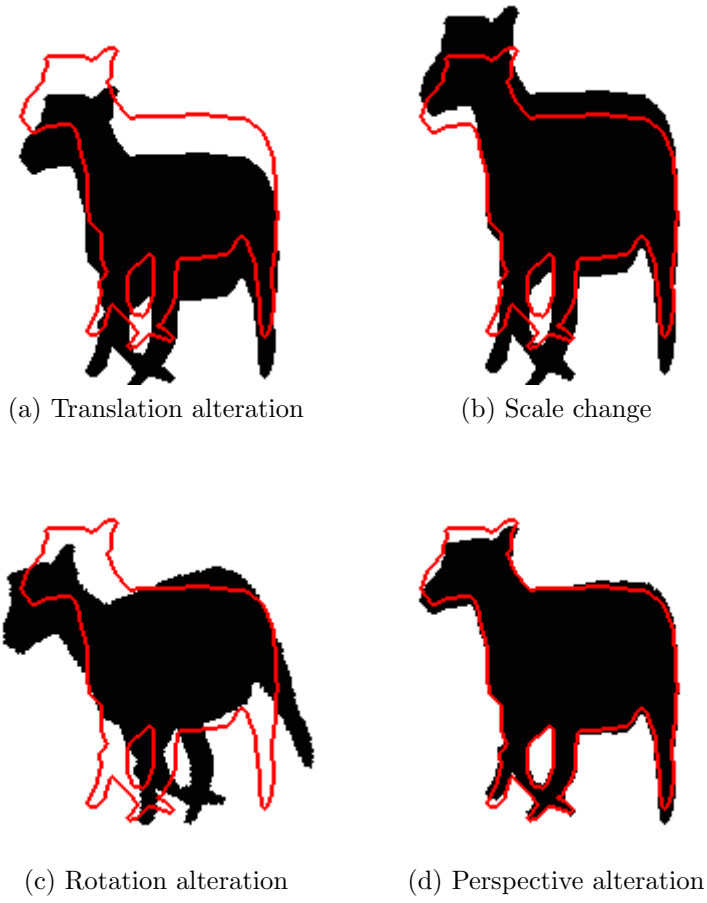 (a) Translation alteration
(b) Scale change
(c) Rotation alteration
(d) Perspective alteration